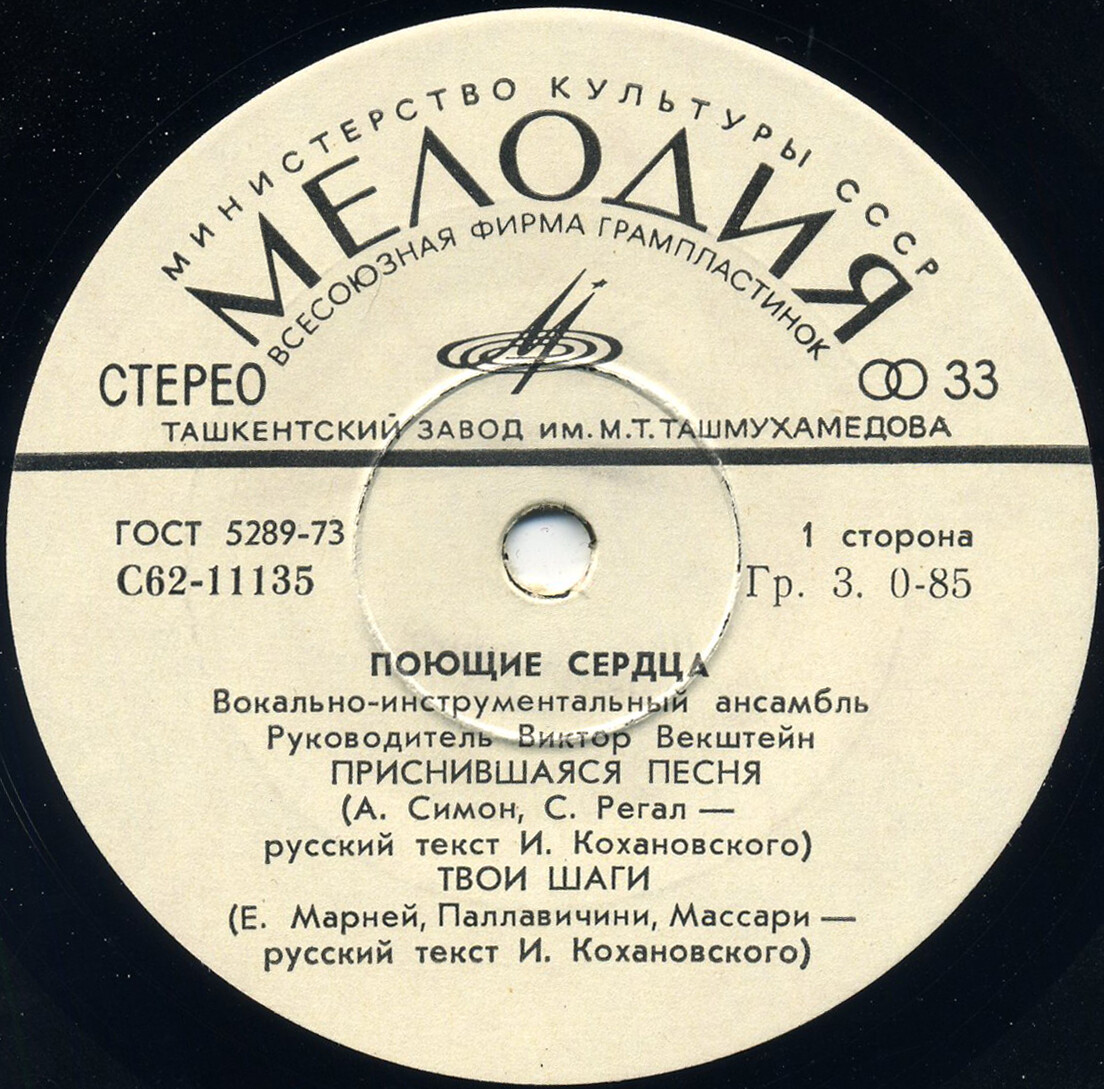 МИНИСТЕРСТВО КУЛЬТУРЫ СССР
МЕЛОДИЯ
ВСЕСОЮЗНАЯ ФИРМА ГРАМПЛАСТИНОК
СТЕРЕО
33
ТАШКЕНТСКИЙ ЗАВОД ИМ. М.Т. ТАШМУХАМЕДОВА
ГОСТ 5289-73
1 сторона
С62-11135
Гр. 3. 0-85
ПОЮЩИЕ СЕРДЦА
Вокально-инструментальный ансамбль
Руководитель Виктор Векштейн
ПРИСНИВШАЯСЯ ПЕСНЯ
(А. Симон, С. Регал —
русский текст И. Кохановского)
ТВОИ ШАГИ
(Е. Марней, Паллавичини, Массари —
русский текст И. Кохановского)